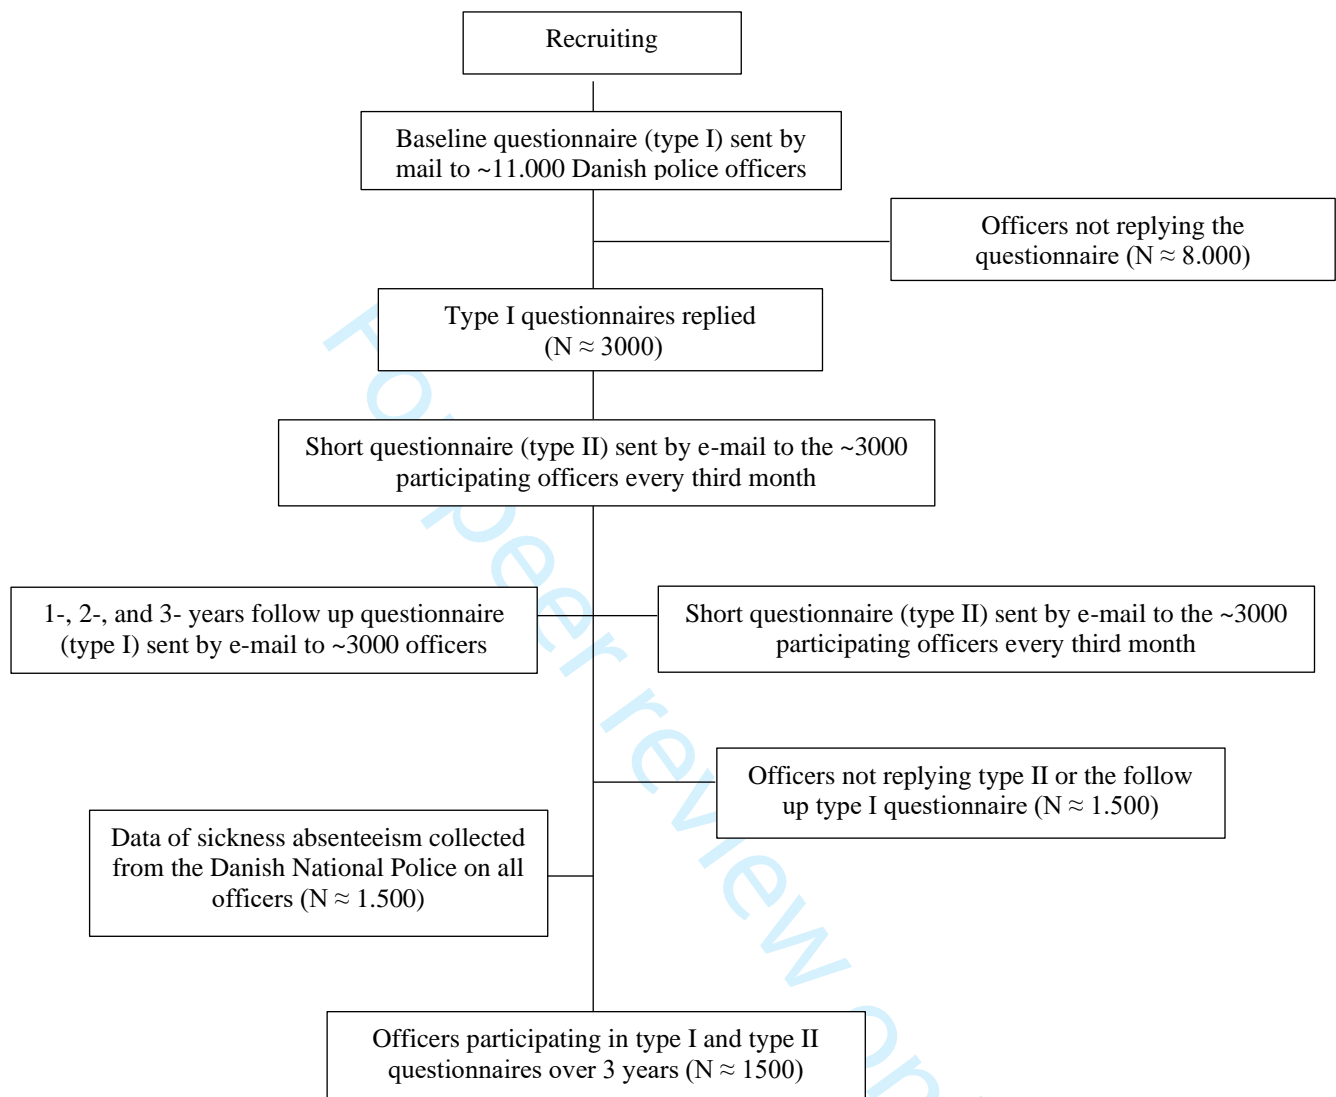 Recruiting
Baseline questionnaire (type I) sent by
mail to ~11.000 Danish police officers
Officers not replying the
questionnaire (N ≈ 8.000)
Type I questionnaires replied
(N ≈ 3000)
Short questionnaire (type II) sent by e-mail to the ~3000
participating officers every third month
1-, 2-, and 3- years follow up questionnaire
(type I) sent by e-mail to ~3000 officers
Short questionnaire (type II) sent by e-mail to the ~3000
participating officers every third month
Officers not replying type II or the follow
up type I questionnaire (N ≈ 1.500)
Data of sickness absenteeism collected
from the Danish National Police on all
officers (N ≈ 1.500)
Officers participating in type I and type II
questionnaires over 3 years (N ≈ 1500)
For peer review on